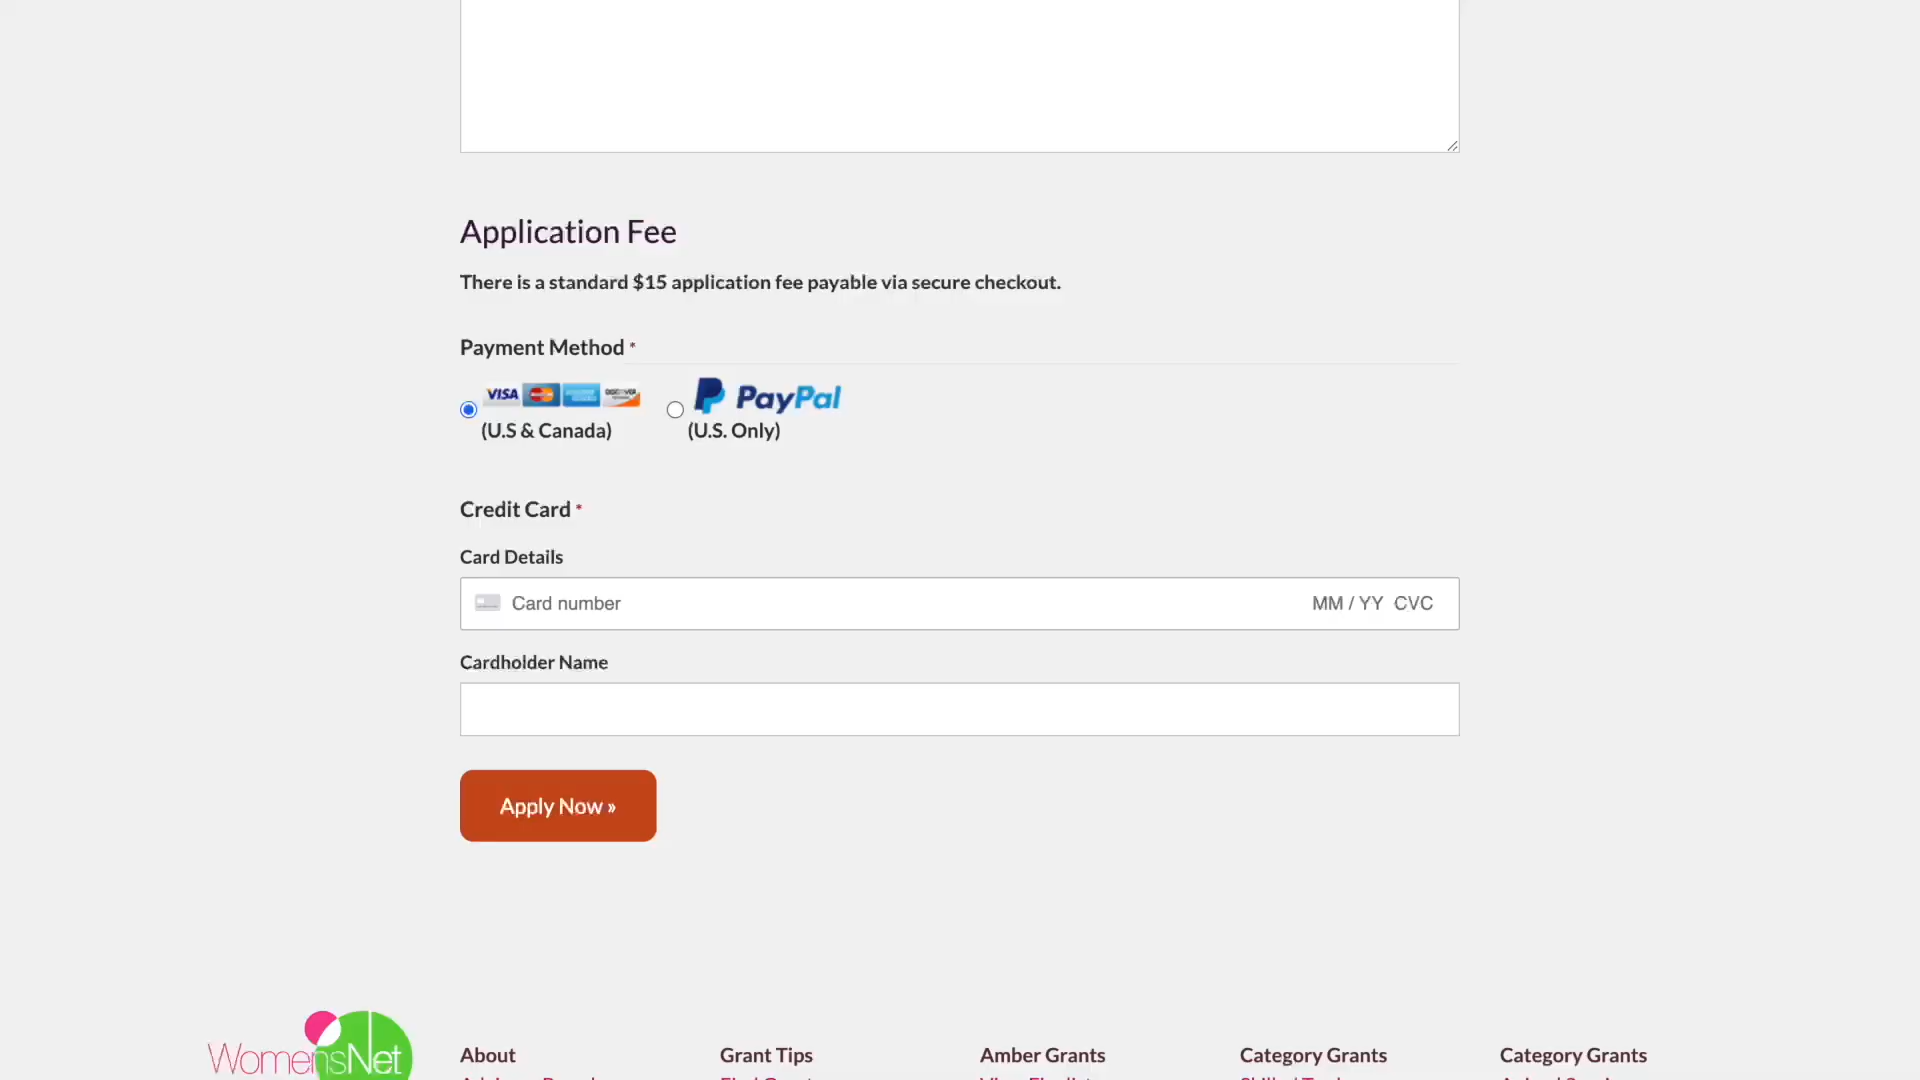 Application Fee
There is a standard $15 application fee payable via secure checkout.
Payment Method *
VISA
DISCOVER
PayPal
(U.S & Canada)
(U.S. Only)
Credit Card *
Card Details
Card number
MM / YY CVC
Cardholder Name
Apply Now »
WomensNet
About
Grant Tips
Amber Grants
Category Grants
Category Grants